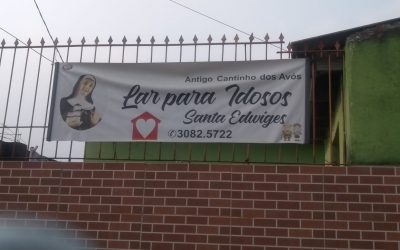 Antigo Cantinho dos Avós
Lar para Idosos
Santa Edwiges
3082.5722